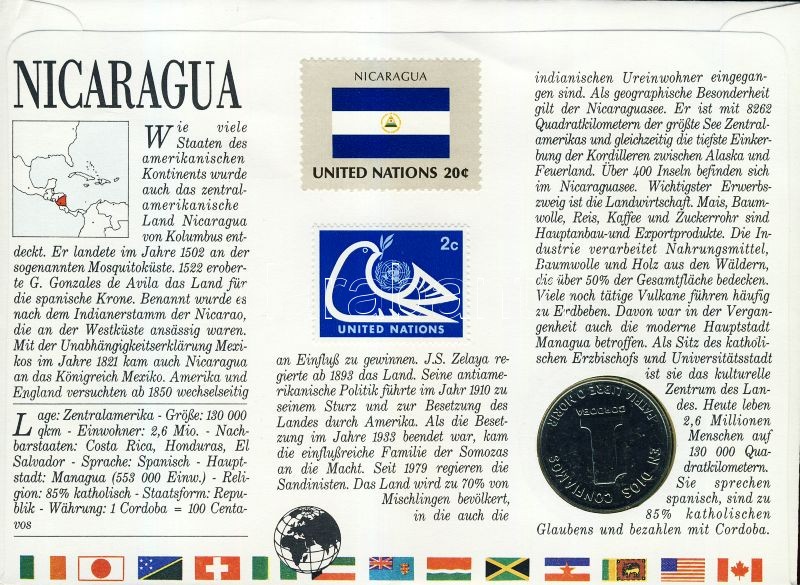 NICARAGUA
Wie viele
Staaten des
amerikanischen
Kontinents wurde
auch das zentral-
amerikanische
Land Nicaragua
von Kolumbus ent-
deckt. Er landete im Jahre 1502 an der
sogenannten Mosquitoküste. 1522 erober-
te G. Gonzales de Avila das Land für
die spanische Krone. Benannt wurde es
nach dem Indianerstamm der Nicarao,
die an der Westküste ansässig waren.
Mit der Unabhängigkeitserklärung Mexi-
kos im Jahre 1821 kam auch Nicaragua
an das Königreich Mexiko. Amerika und
England versuchten ab 1850 wechselseitig
Lage: Zentralamerika - Größe: 130 000
qkm - Einwohner: 2,6 Mio. - Nach-
barstaaten: Costa Rica, Honduras, El
Salvador - Sprache: Spanisch - Haupt-
stadt: Managua (553 000 Einw.) - Reli-
gion: 85% katholisch - Staatsform: Repu-
blik - Währung: 1 Cordoba = 100 Centa-
vos
NICARAGUA
UNITED NATIONS 20¢
2c
UNITED NATIONS
an Einfluß zu gewinnen. J.S. Zelaya re-
gierte ab 1893 das Land. Seine antiame-
rikanische Politik führte im Jahr 1910 zu
seinem Sturz und zur Besetzung des
Landes durch Amerika. Als die Beset-
zung im Jahre 1933 beendet war, kam
die einflußreiche Familie der Somozas
an die Macht. Seit 1979 regieren die
Sandinisten. Das Land wird zu 70% von
Mischlingen bevölkert,
in die auch die
indianischen Ureinwohner eingegan-
gen sind. Als geographische Besonderheit
gilt der Nicaraguasee. Er ist mit 8262
Quadratkilometern der größte See Zentral-
amerikas und gleichzeitig die tiefste Einker-
bung der Kordilleren zwischen Alaska und
Feuerland. Über 400 Inseln befinden sich
im Nicaraguasee. Wichtigster Erwerbs-
zweig ist die Landwirtschaft. Mais, Baum-
wolle, Reis, Kaffee und Zuckerrohr sind
Hauptanbau-und Exportprodukte. Die In-
dustrie verarbeitet Nahrungsmittel,
Baumwolle und Holz aus den Wäldern,
die über 50% der Gesamtfläche bedecken.
Viele noch tätige Vulkane führen häufig
zu Erdbeben. Davon war in der Vergan-
genheit auch die moderne Hauptstadt
Managua betroffen. Als Sitz des katholi-
schen Erzbischofs und Universitätsstadt
ist sie das kulturelle
Zentrum des Lan-
des. Heute leben
2,6 Millionen
Menschen auf
130 000 Qua-
dratkilometern.
Sie sprechen
spanisch, sind zu
85% katholischen
Glaubens und bezahlen mit Cordoba.
PATRIA LIBRE O MORIR
CORDOBA
1
EN DIOS CONFIAMOS